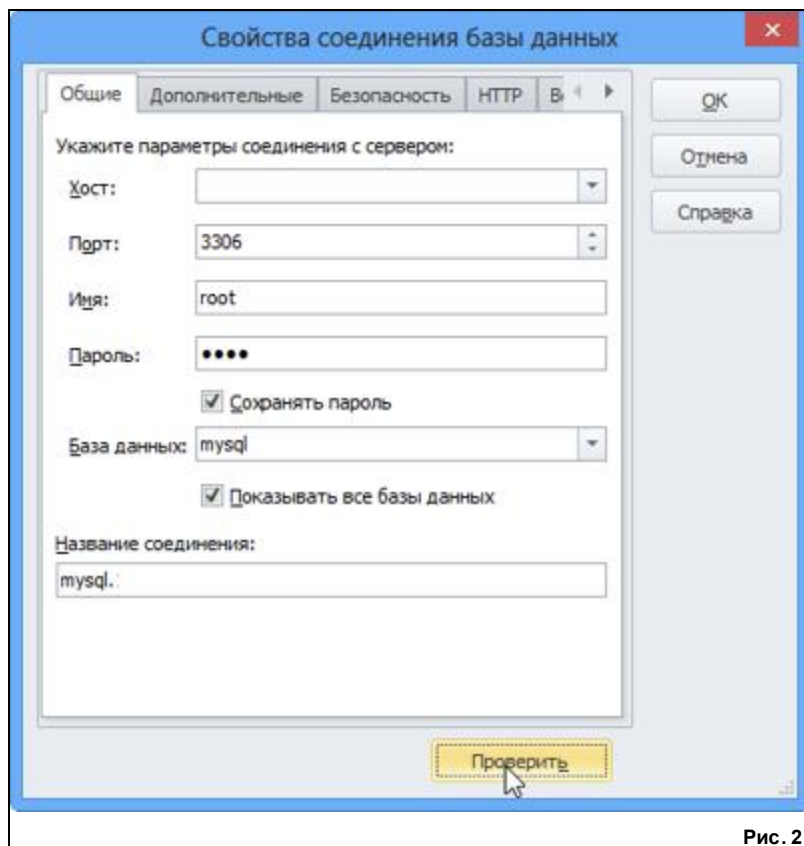 Свойства соединения базы данных
Общие Дополнительные Безопасность HTTP
Укажите параметры соединения с сервером:
Хост:
Порт: 3306
Имя: root
Пароль: ••••
Сохранять пароль
База данных: mysql
Показывать все базы данных
Название соединения:
mysql.
OK
Отмена
Справка
Проверить
Рис. 2